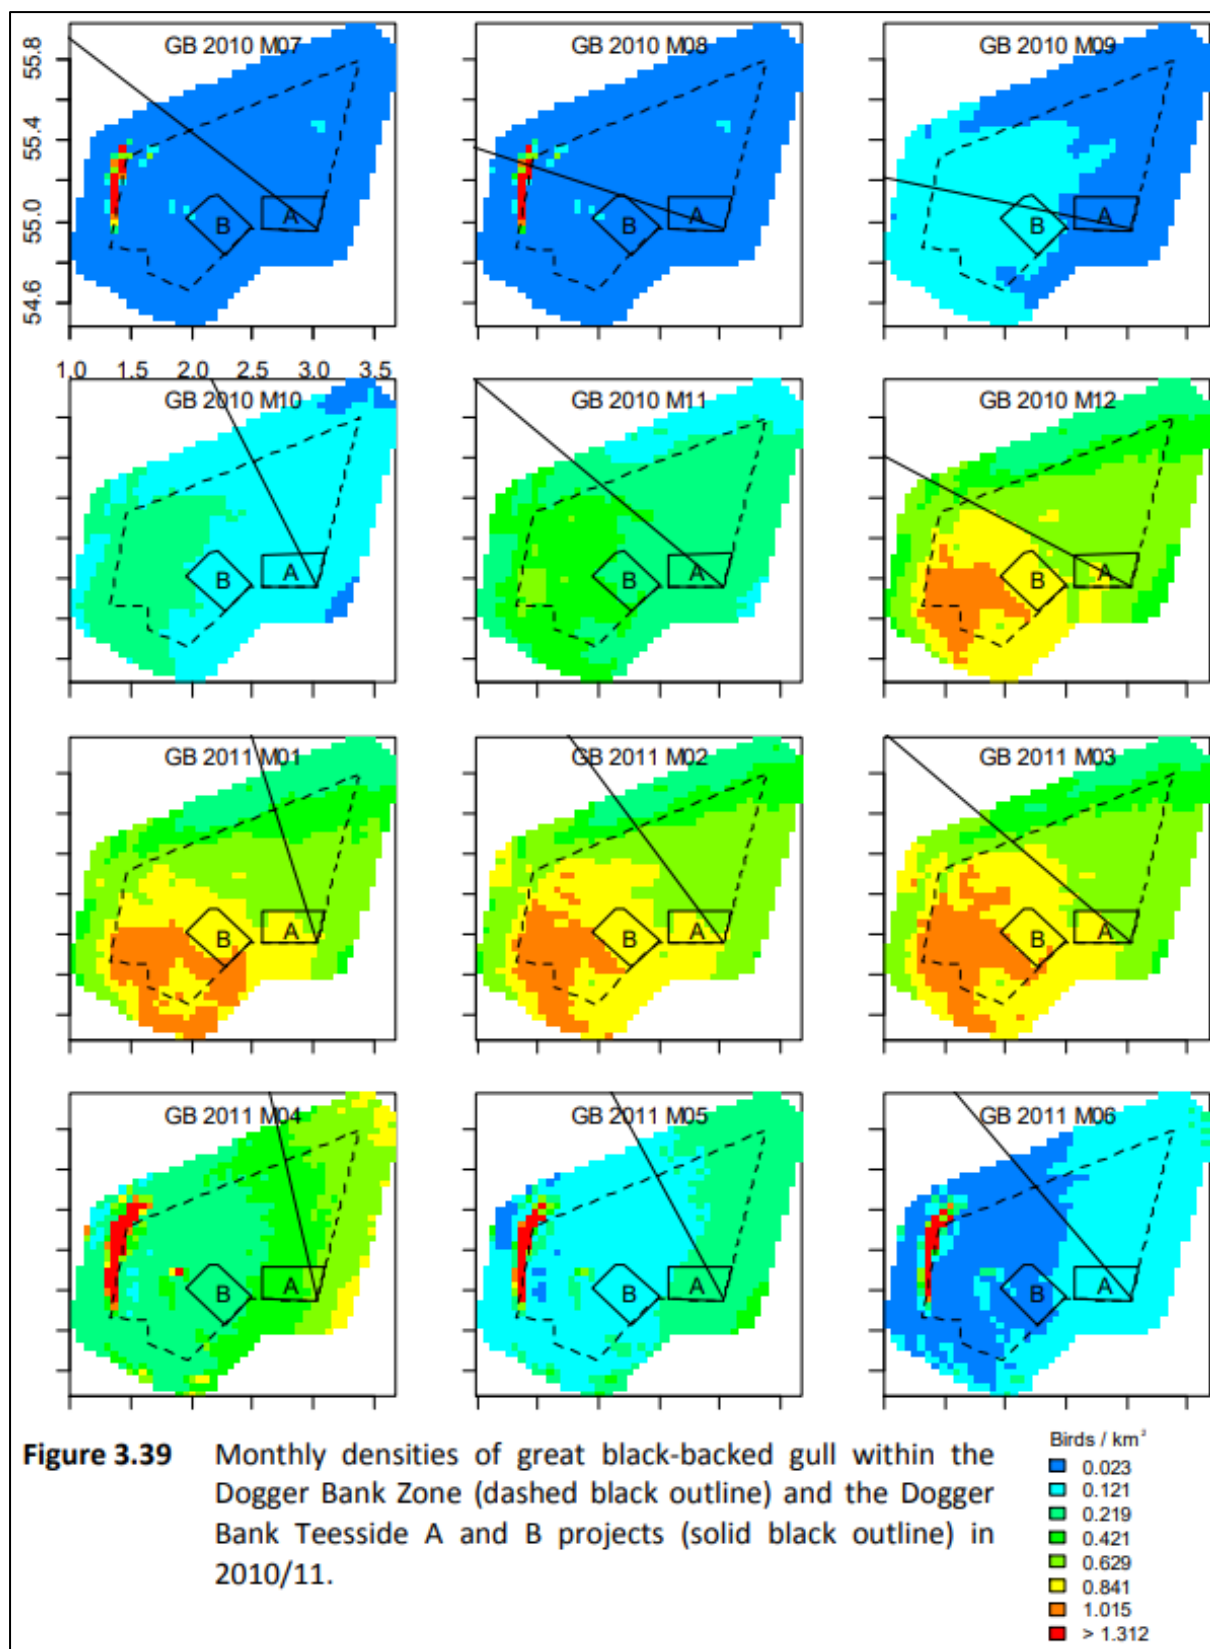 GB 2010 M07
GB 2010 M08
GB 2010 M09
55.8
55.4
55.0
54.6
B
A
B
A
B
A
1.0 1.5 2.0 2.5 3.0 3.5
GB 2010 M10
GB 2010 M11
GB 2010 M12
B
A
B
A
B
A
GB 2011 M01
GB 2011 M02
GB 2011 M03
B
A
B
A
B
A
GB 2011 M04
GB 2011 M05
GB 2011 M06
B
A
B
A
B
A
Figure 3.39 Monthly densities of great black-backed gull within the
Dogger Bank Zone (dashed black outline) and the Dogger
Bank Teesside A and B projects (solid black outline) in
2010/11.
Birds / km²
0.023
0.121
0.219
0.421
0.629
0.841
1.015
> 1.312